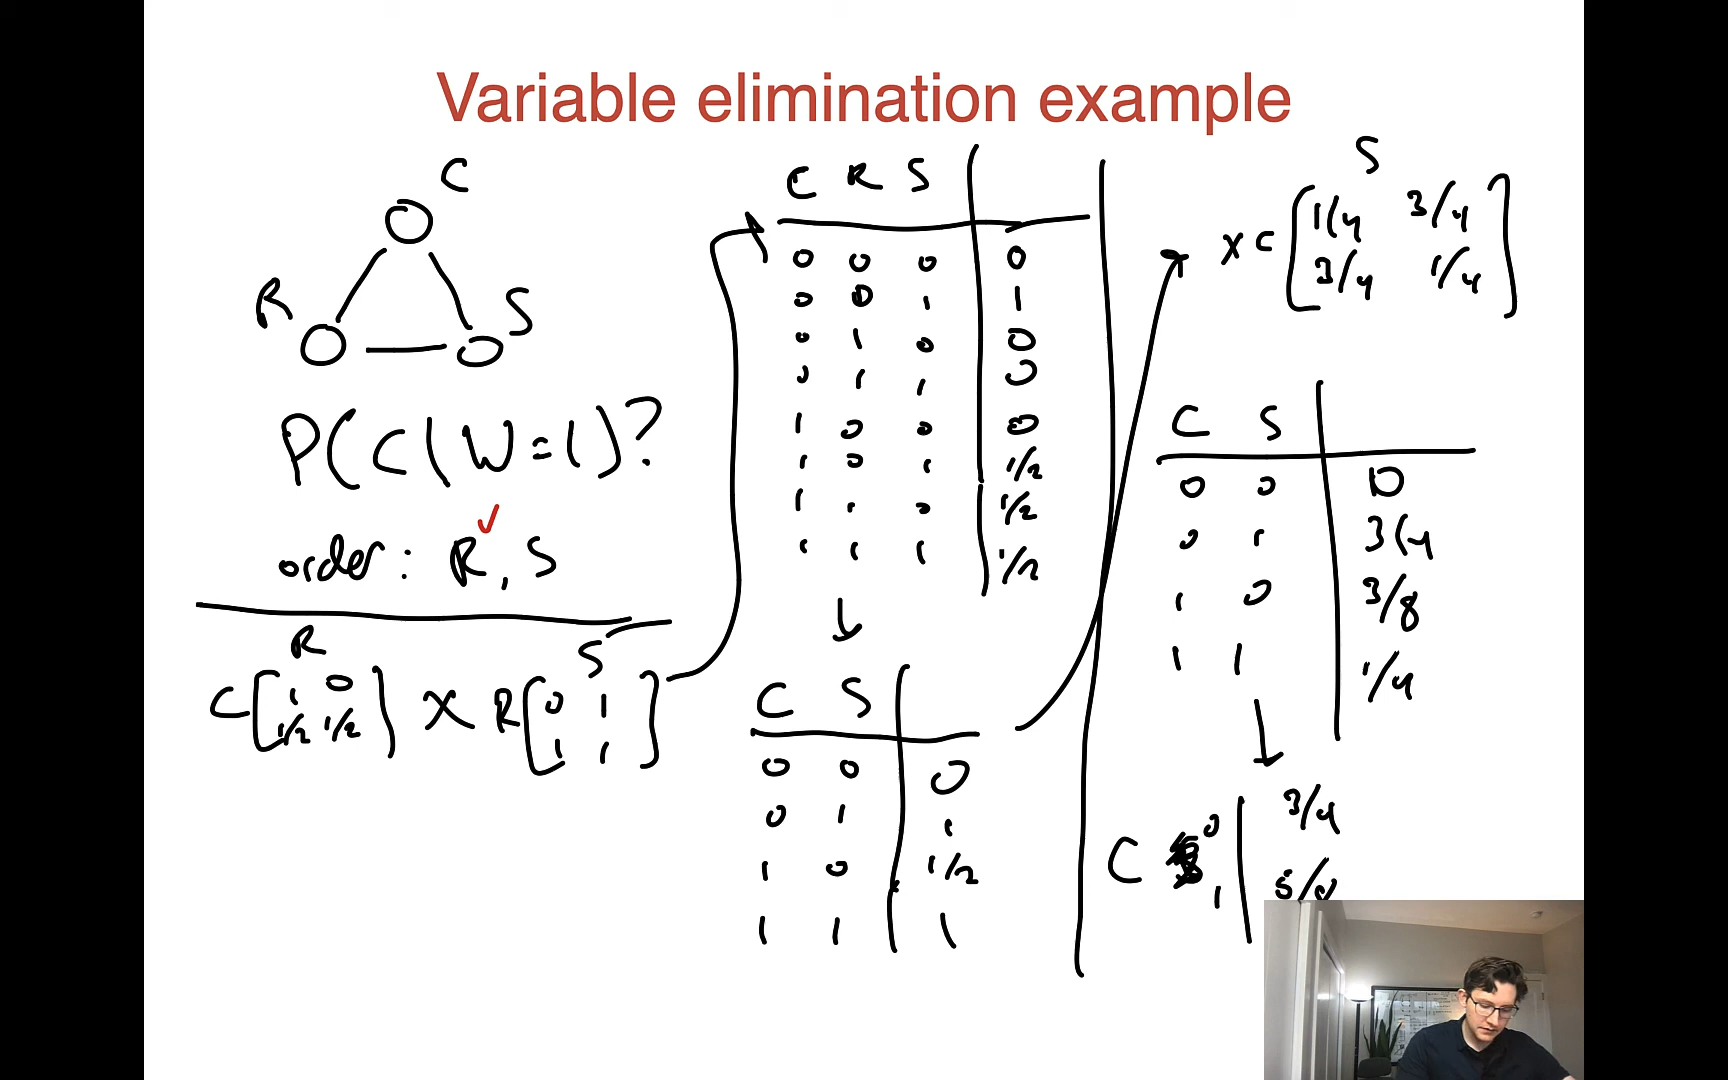 Variable elimination example
C
R S
P(C|W=1)?
order: R, S
R S
C [1 0 1/2 1/2] X R [0 1 1 1]
C R S
0 0 0 0
0 0 1 1
0 1 0 0
0 1 1 0
1 0 0 0
1 0 1 1/2
1 1 0 1/2
1 1 1 1/2
C S
0 0 0
0 1 1
1 0 1/2
1 1 1
S
X C [1/4 3/4
3/4 1/4]
C S
0 0 0
0 1 3/4
1 0 3/8
1 1 1/4
C 0 3/4
1 5/8